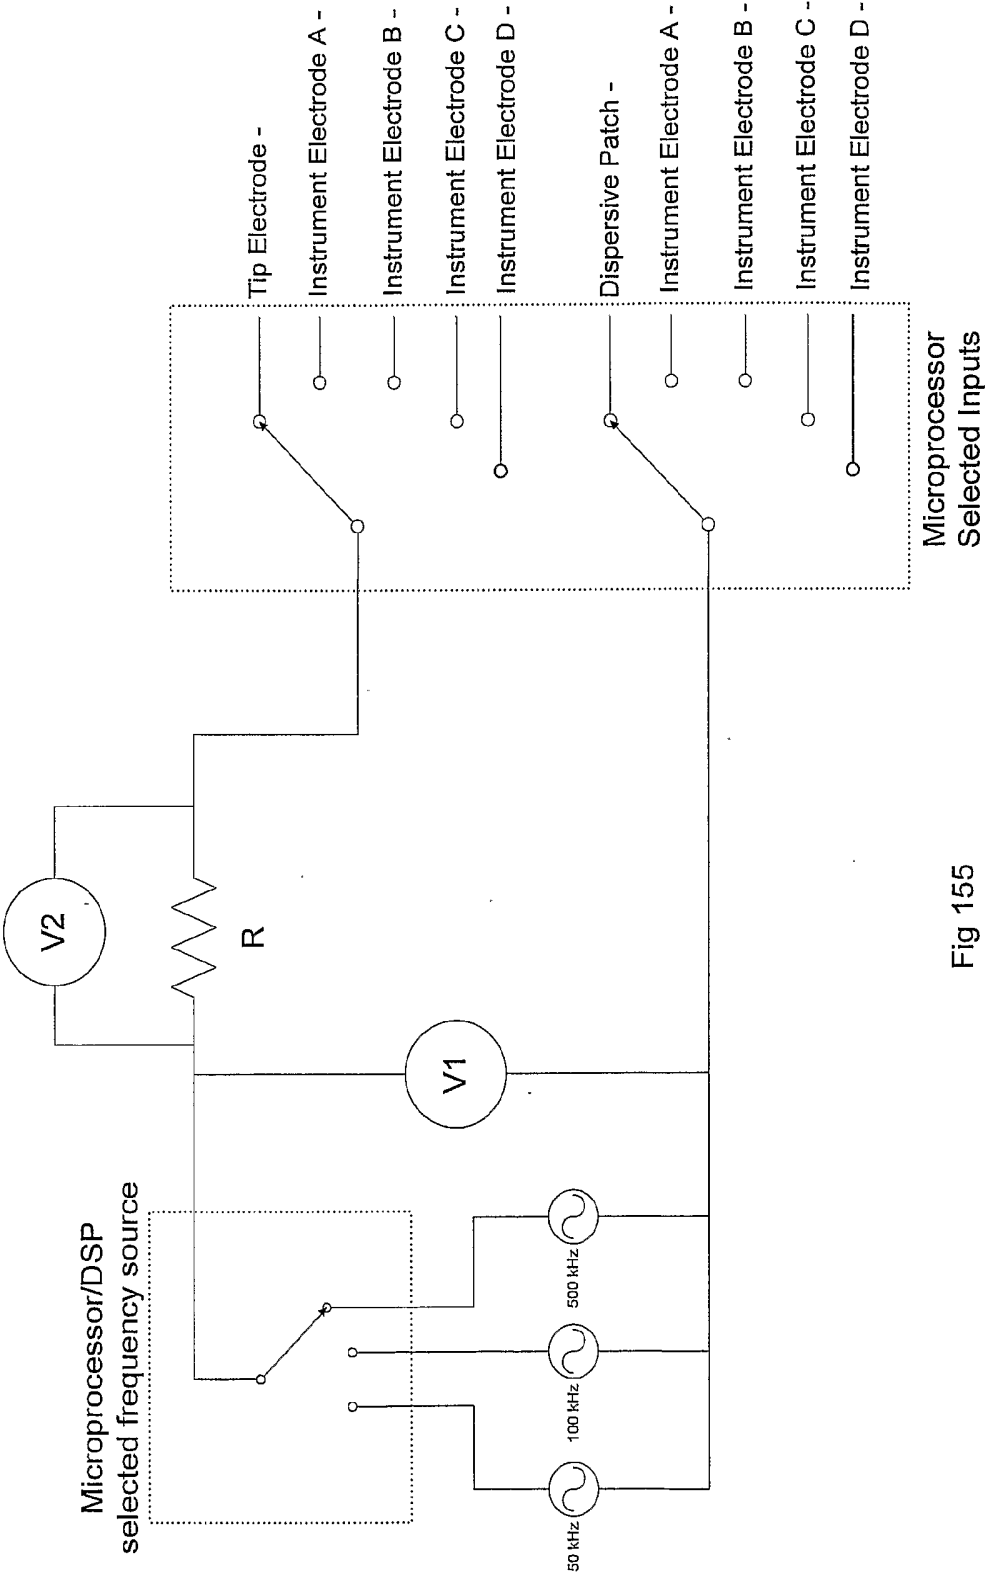 Microprocessor/DSP
selected frequency source
50 kHz
100 kHz
500 kHz
V2
R
V1
Tip Electrode -
Instrument Electrode A -
Instrument Electrode B -
Instrument Electrode C -
Instrument Electrode D -
Dispersive Patch -
Instrument Electrode A -
Instrument Electrode B -
Instrument Electrode C -
Instrument Electrode D -
Microprocessor
Selected Inputs
Fig 155